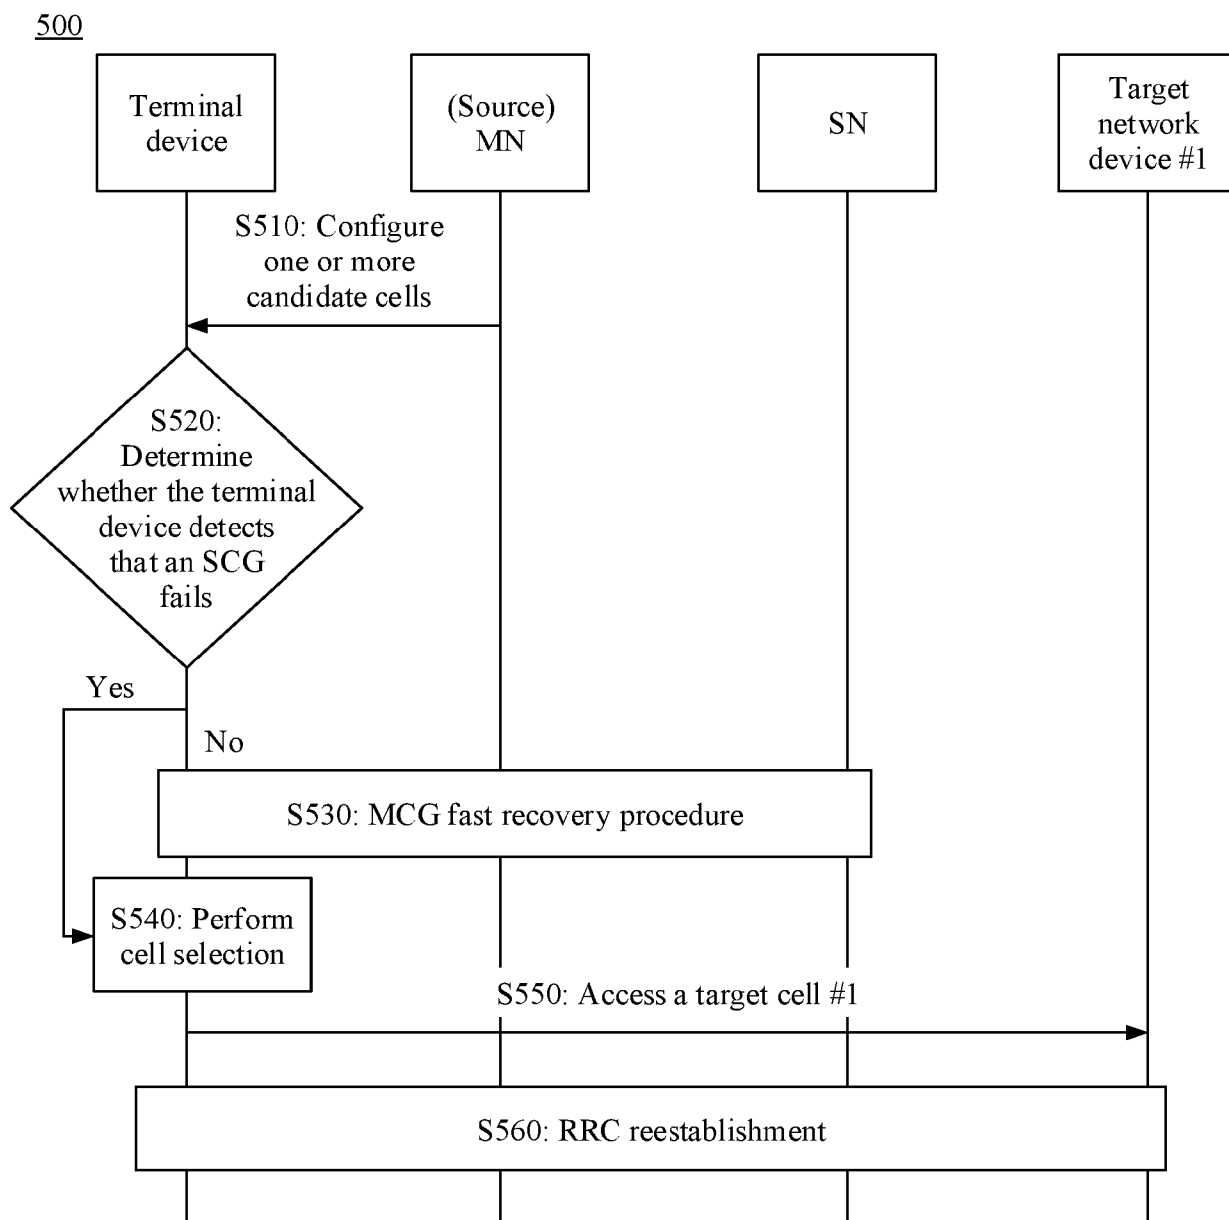 500
Terminal
device
(Source)
MN
SN
Target
network
device #1
S510: Configure
one or more
candidate cells
S520:
Determine
whether the terminal
device detects
that an SCG
fails
Yes
No
S530: MCG fast recovery procedure
S540: Perform
cell selection
S550: Access a target cell #1
S560: RRC reestablishment